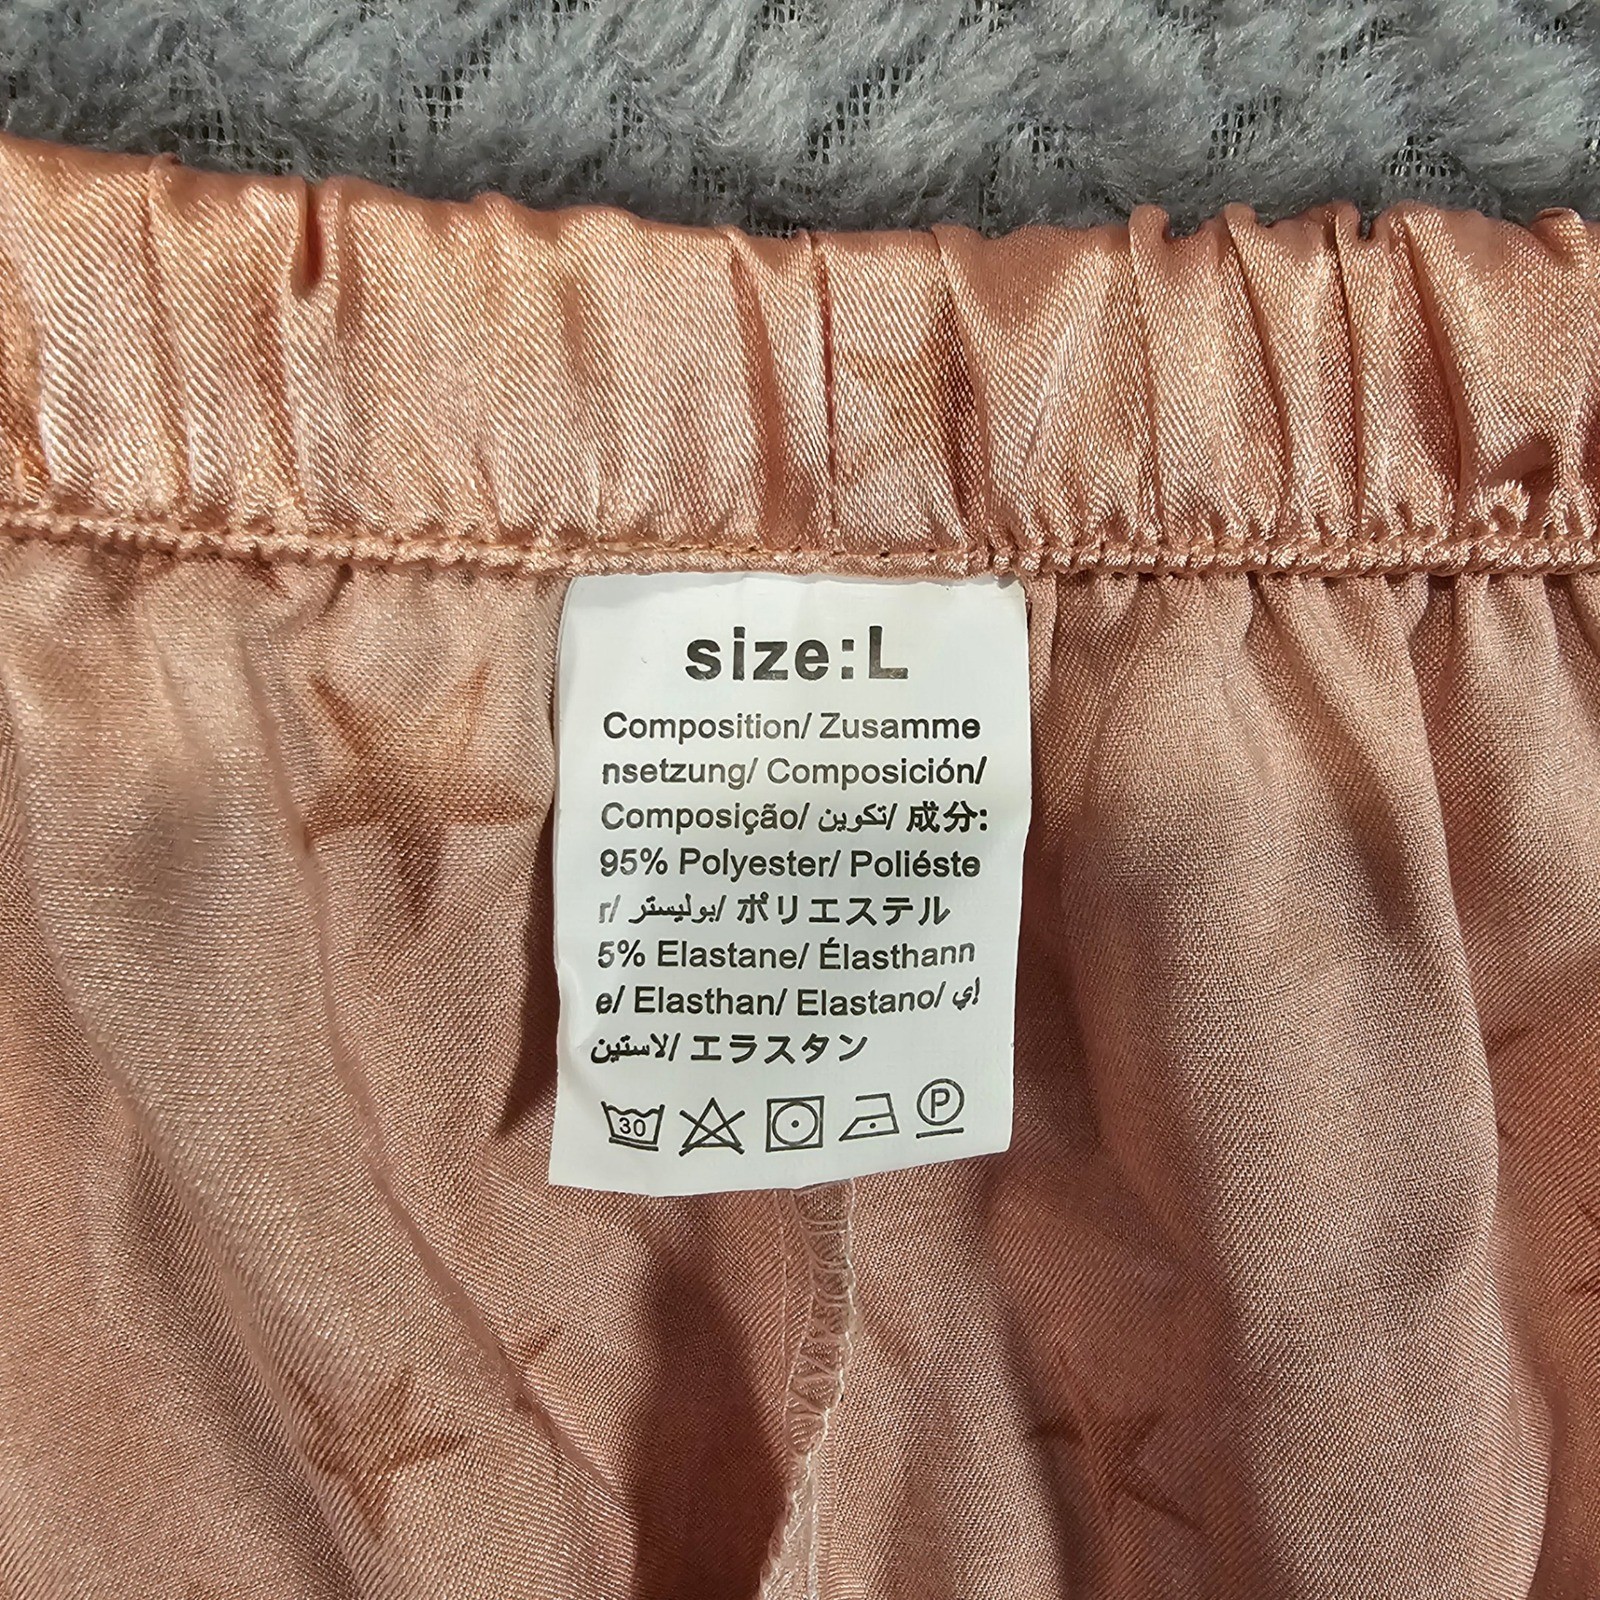 size:L
Composition/ Zusamme
nsetzung/ Composición/
Composição/ تكوين/ 成分:
95% Polyester/ Poliéste
r/ بوليستر/ ポリエステル
5% Elastane/ Élasthann
e/ Elasthan/ Elastano/ إي
لاستين/ エラスタン
30 P